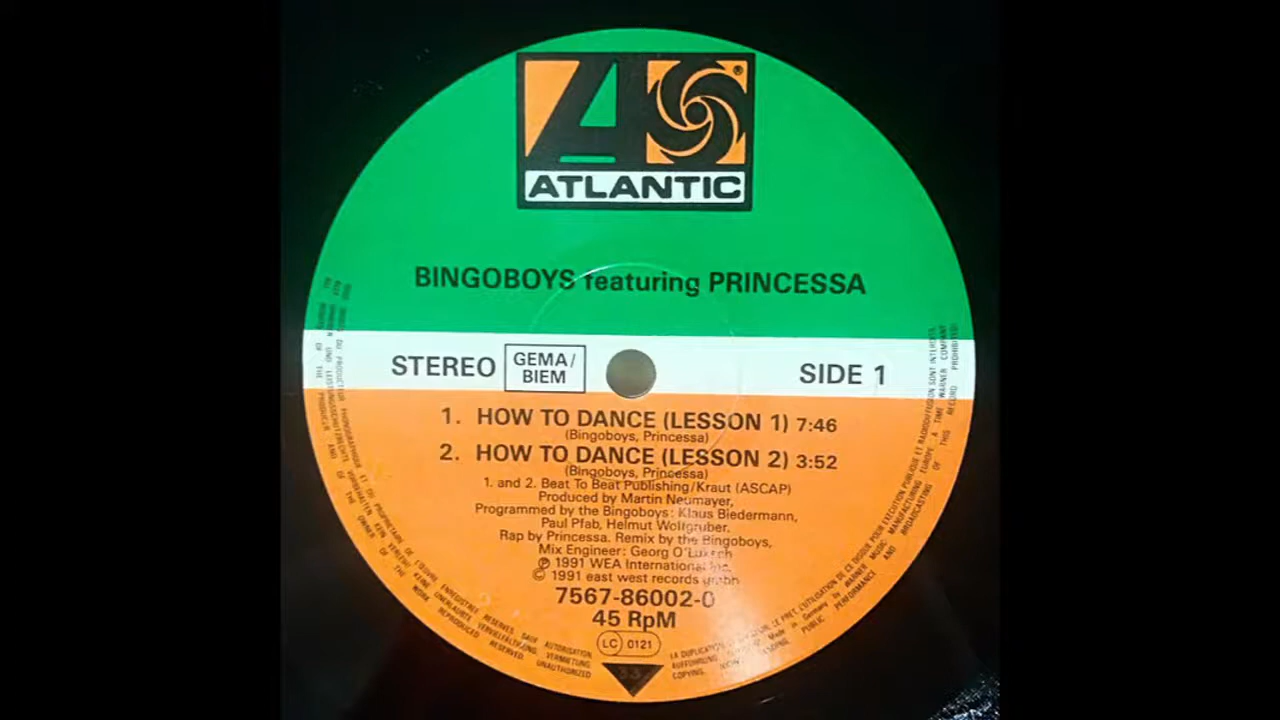 ATLANTIC
BINGOBOYS featuring PRINCESSA
STEREO
GEMA/
BIEM
SIDE 1
1. HOW TO DANCE (LESSON 1) 7:46
(Bingoboys, Princessa)
2. HOW TO DANCE (LESSON 2) 3:52
(Bingoboys, Princessa)
1. and 2. Beat To Beat Publishing/Kraut (ASCAP)
Produced by Martin Neumayer,
Programmed by the Bingoboys: Klaus Biedermann,
Paul Pfab, Helmut Wolfgruber,
Rap by Princessa. Remix by the Bingoboys,
Mix Engineer: Georg O'Luksch
℗ 1991 WEA International Inc.
© 1991 east west records gmbh
7567-86002-0
45 RpM
LC 0121
33